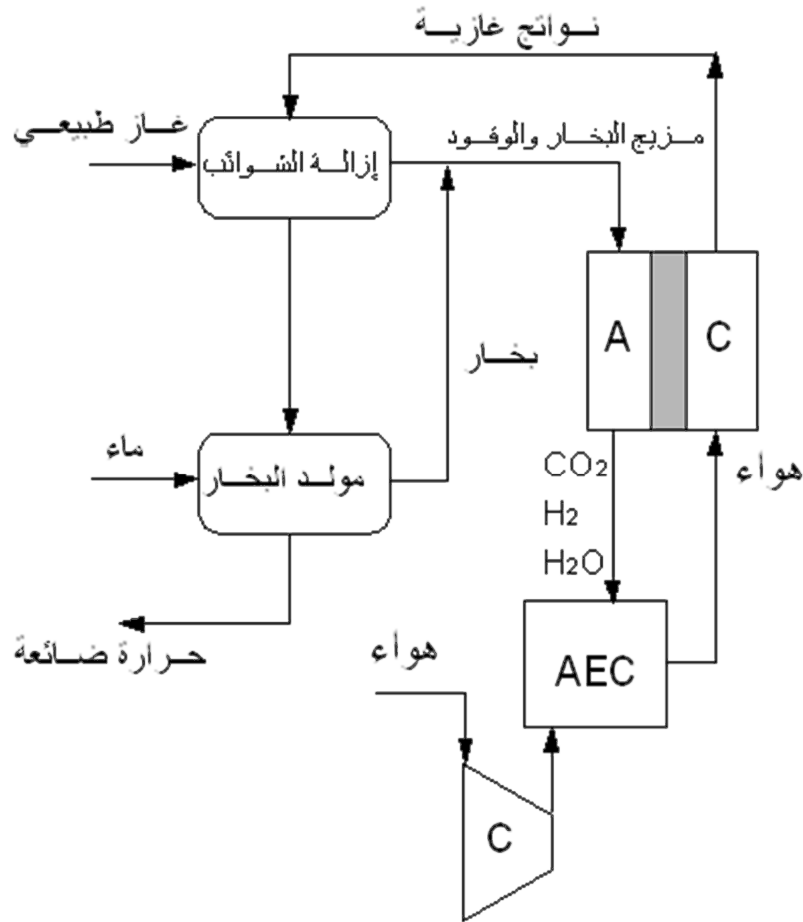 نواتج غازية
غاز طبيعي
إزالة الشوائب
مزيج البخار والوقود
A
C
بخار
ماء
مولد البخار
CO2
H2
H2O
هواء
حرارة ضائعة
هواء
AEC
C